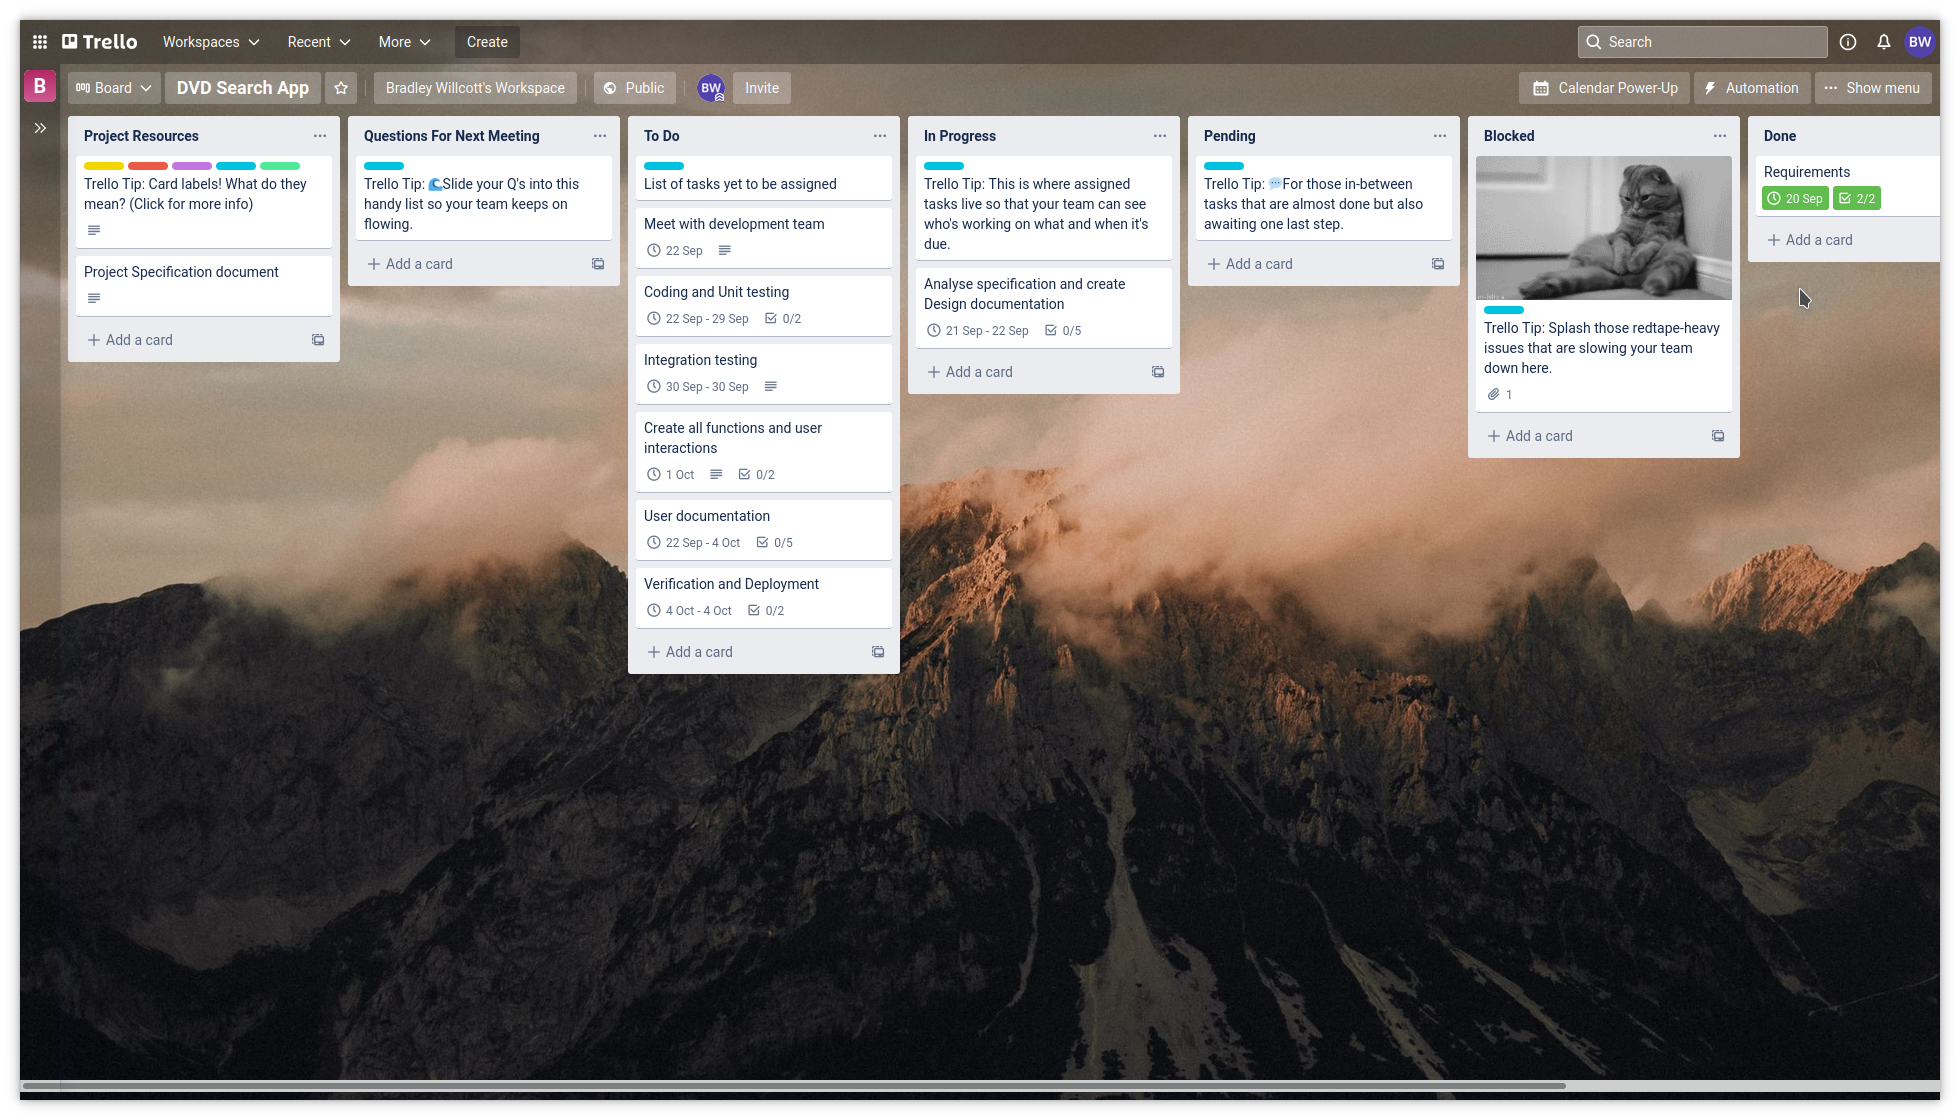 Trello
Workspaces
Recent
More
Create
Search
BW
B
Board
DVD Search App
Bradley Willcott's Workspace
Public
BW
Invite
Calendar Power-Up
Automation
Show menu
Project Resources
Trello Tip: Card labels! What do they
mean? (Click for more info)
Project Specification document
Add a card
Questions For Next Meeting
Trello Tip: 🌊Slide your Q's into this
handy list so your team keeps on
flowing.
Add a card
To Do
List of tasks yet to be assigned
Meet with development team
22 Sep
Coding and Unit testing
22 Sep - 29 Sep 0/2
Integration testing
30 Sep - 30 Sep
Create all functions and user
interactions
1 Oct 0/2
User documentation
22 Sep - 4 Oct 0/5
Verification and Deployment
4 Oct - 4 Oct 0/2
Add a card
In Progress
Trello Tip: This is where assigned
tasks live so that your team can see
who's working on what and when it's
due.
Analyse specification and create
Design documentation
21 Sep - 22 Sep 0/5
Add a card
Pending
Trello Tip: 💬For those in-between
tasks that are almost done but also
awaiting one last step.
Add a card
Blocked
Trello Tip: Splash those redtape-heavy
issues that are slowing your team
down here.
1
Add a card
Done
Requirements
20 Sep 2/2
Add a card